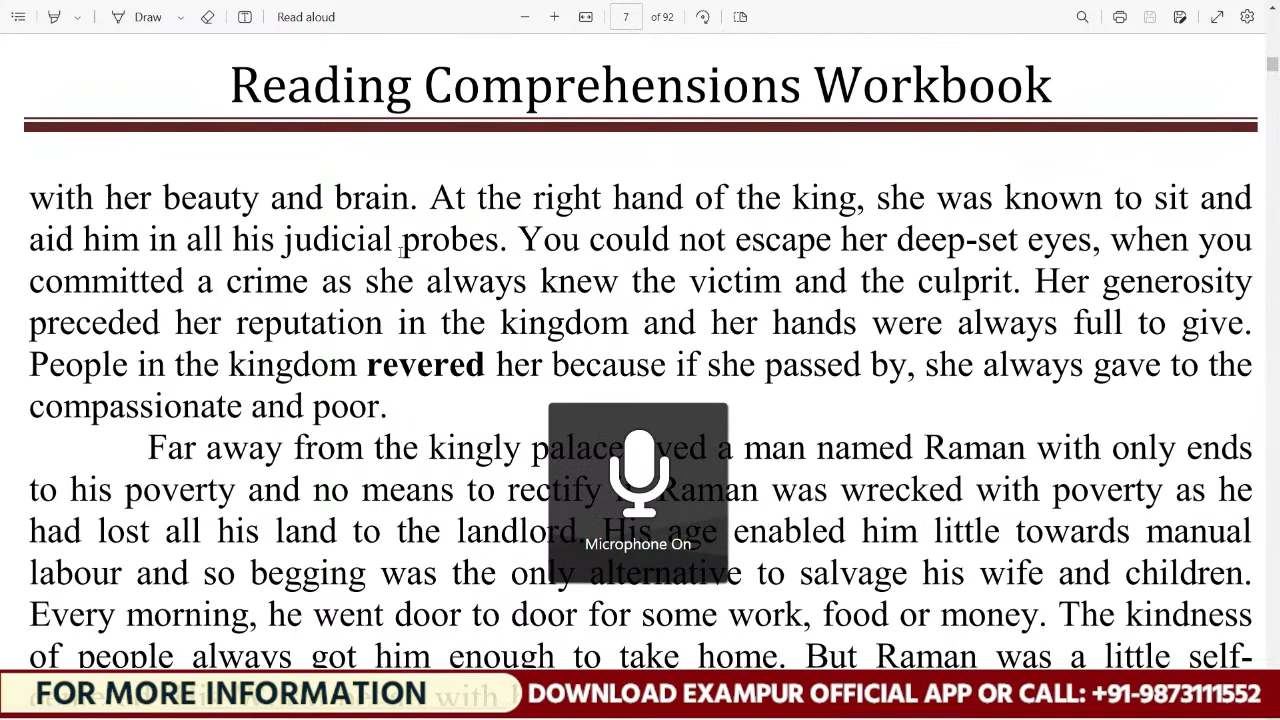 Draw
Read aloud
7
of 92
Reading Comprehensions Workbook
with her beauty and brain. At the right hand of the king, she was known to sit and
aid him in all his judicial probes. You could not escape her deep-set eyes, when you
committed a crime as she always knew the victim and the culprit. Her generosity
preceded her reputation in the kingdom and her hands were always full to give.
People in the kingdom revered her because if she passed by, she always gave to the
compassionate and poor.
Far away from the kingly palace lived a man named Raman with only ends
to his poverty and no means to rectify Raman was wrecked with poverty as he
had lost all his land to the landlord. His age enabled him little towards manual
labour and so begging was the only alternative to salvage his wife and children.
Every morning, he went door to door for some work, food or money. The kindness
of people always got him enough to take home. But Raman was a little self-
Microphone On
with
FOR MORE INFORMATION
DOWNLOAD EXAMPUR OFFICIAL APP OR CALL: +91-9873111552